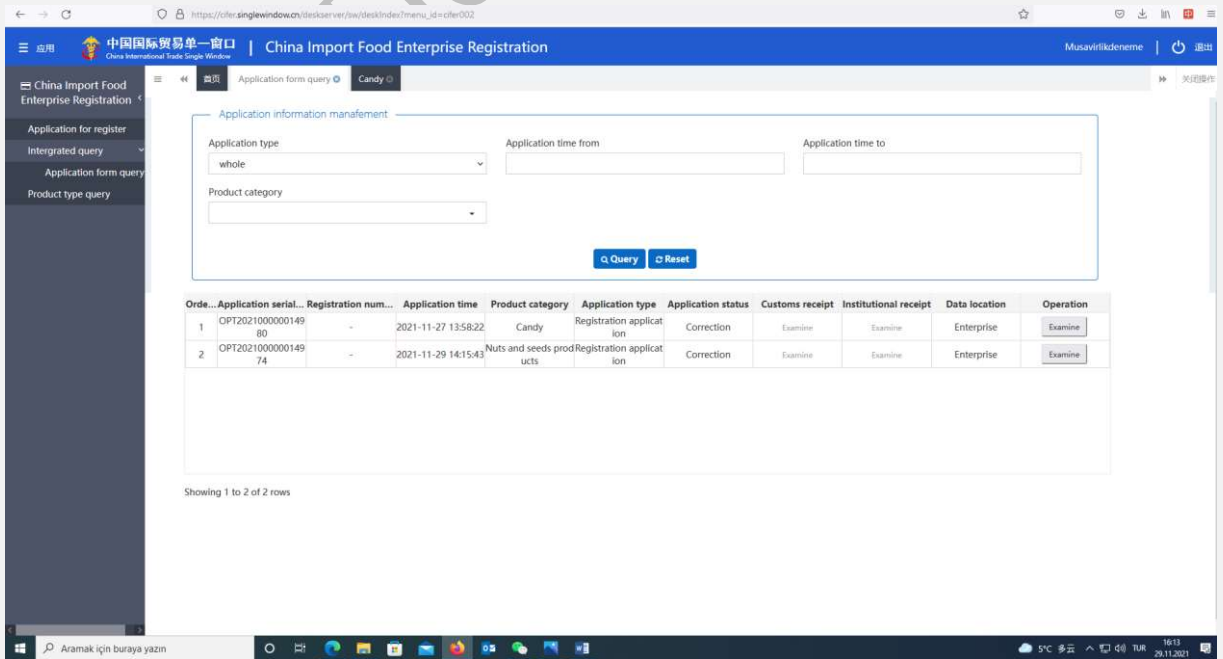 https://cifer.singlewindow.cn/deskserver/sw/deskIndex?menu_id=cifer002
应用
中国国际贸易单一窗口 | China Import Food Enterprise Registration
China International Trade Single Window
Musavirlikdeneme | 退出
China Import Food
Enterprise Registration
首页 Application form query Candy
关闭操作
Application for register
Intergrated query
Application form query
Product type query
Application information manafement
Application type Application time from Application time to
whole
Product category
Query Reset
Orde... Application serial... Registration num... Application time Product category Application type Application status Customs receipt Institutional receipt Data location Operation
1 OPT2021000000149 - 2021-11-27 13:58:22 Candy Registration applicat Correction Examine Examine Enterprise Examine
80 ion
2 OPT2021000000149 - 2021-11-29 14:15:43 Nuts and seeds prod Registration applicat Correction Examine Examine Enterprise Examine
74 ucts ion
Showing 1 to 2 of 2 rows
Aramak için buraya yazın
5°C 多云 TUR 16:13
29.11.2021